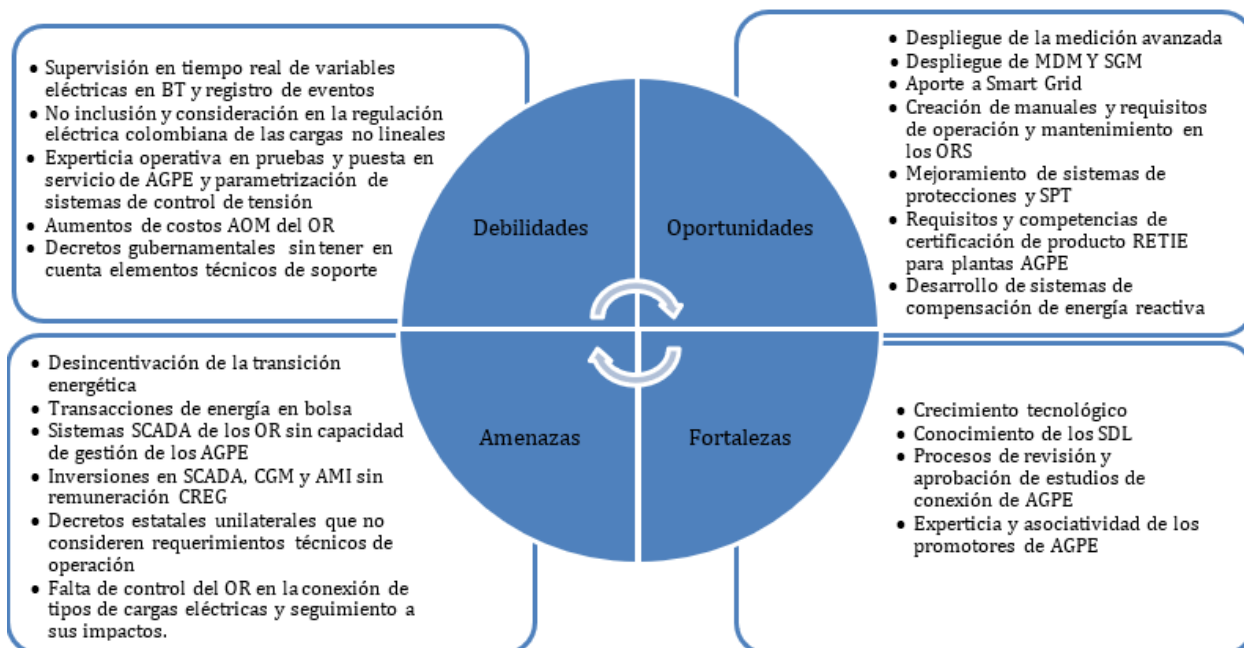 • Supervisión en tiempo real de variables
eléctricas en BT y registro de eventos
• No inclusión y consideración en la regulación
eléctrica colombiana de las cargas no lineales
• Experticia operativa en pruebas y puesta en
servicio de AGPE y parametrización de
sistemas de control de tensión
• Aumentos de costos AOM del OR
• Decretos gubernamentales sin tener en
cuenta elementos técnicos de soporte
Debilidades
Oportunidades
• Despliegue de la medición avanzada
• Despliegue de MDM Y SGM
• Aporte a Smart Grid
• Creación de manuales y requisitos
de operación y mantenimiento en
los ORS
• Mejoramiento de sistemas de
protecciones y SPT
• Requisitos y competencias de
certificación de producto RETIE
para plantas AGPE
• Desarrollo de sistemas de
compensación de energía reactiva
• Desincentivación de la transición
energética
• Transacciones de energía en bolsa
• Sistemas SCADA de los OR sin capacidad
de gestión de los AGPE
• Inversiones en SCADA, CGM y AMI sin
remuneración CREG
• Decretos estatales unilaterales que no
consideren requerimientos técnicos de
operación
• Falta de control del OR en la conexión de
tipos de cargas eléctricas y seguimiento a
sus impactos.
Amenazas
Fortalezas
• Crecimiento tecnológico
• Conocimiento de los SDL
• Procesos de revisión y
aprobación de estudios de
conexión de AGPE
• Experticia y asociatividad de los
promotores de AGPE